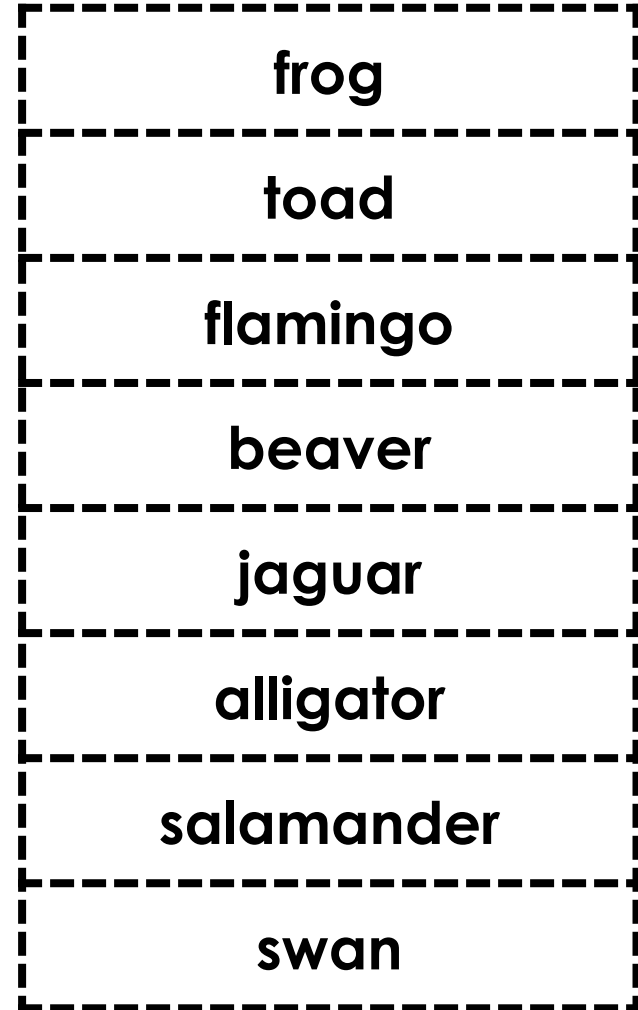 frog
toad
flamingo
beaver
jaguar
alligator
salamander
swan